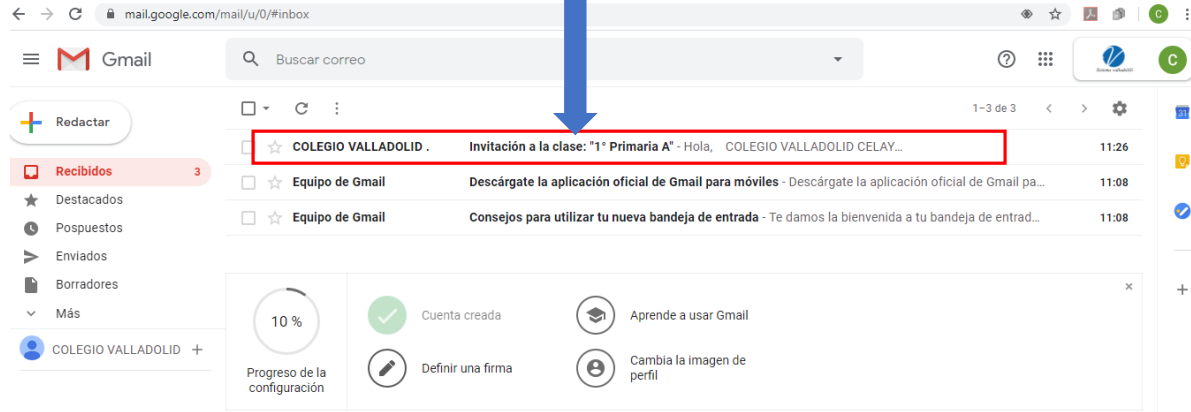 mail.google.com/mail/u/0/#inbox
C
Gmail
Buscar correo
C
Redactar
1–3 de 3
31
Recibidos 3
COLEGIO VALLADOLID . Invitación a la clase: "1° Primaria A" - Hola, COLEGIO VALLADOLID CELAY… 11:26
Equipo de Gmail Descárgate la aplicación oficial de Gmail para móviles - Descárgate la aplicación oficial de Gmail pa… 11:08
Equipo de Gmail Consejos para utilizar tu nueva bandeja de entrada - Te damos la bienvenida a tu bandeja de entrad… 11:08
Destacados
Pospuestos
Enviados
Borradores
Más
COLEGIO VALLADOLID +
10 %
Progreso de la
configuración
Cuenta creada
Definir una firma
Aprende a usar Gmail
Cambia la imagen de
perfil